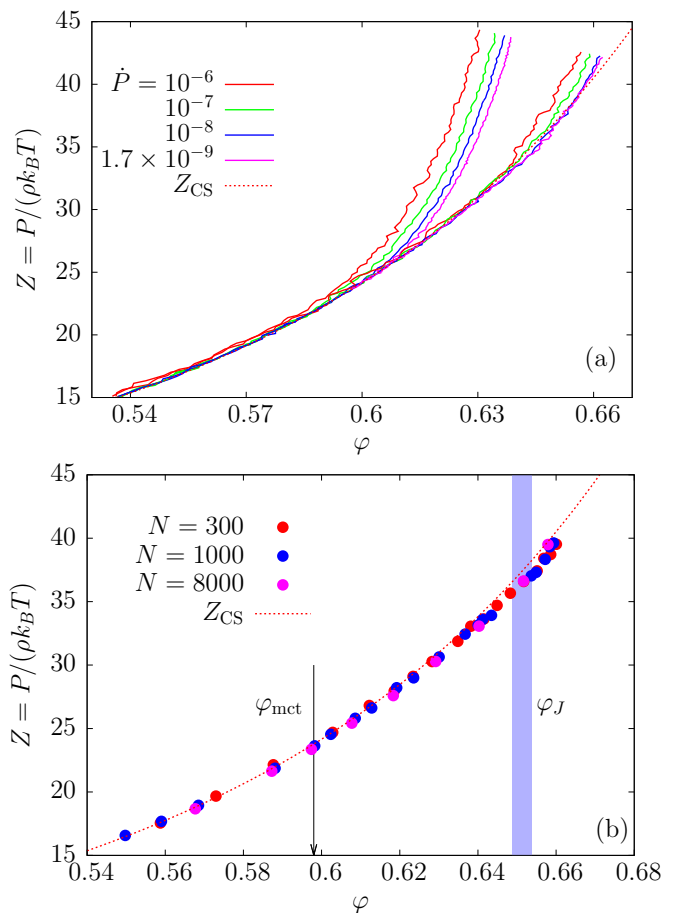 45
40
35
30
25
20
15
Z = P/(ρk_BT)
Ṗ = 10⁻⁶
10⁻⁷
10⁻⁸
1.7 × 10⁻⁹
Z_CS
(a)
0.54 0.57 0.6 0.63 0.66
φ
45
40
35
30
25
20
15
Z = P/(ρk_BT)
N = 300
N = 1000
N = 8000
Z_CS
φ_mct
φ_J
(b)
0.54 0.56 0.58 0.6 0.62 0.64 0.66 0.68
φ